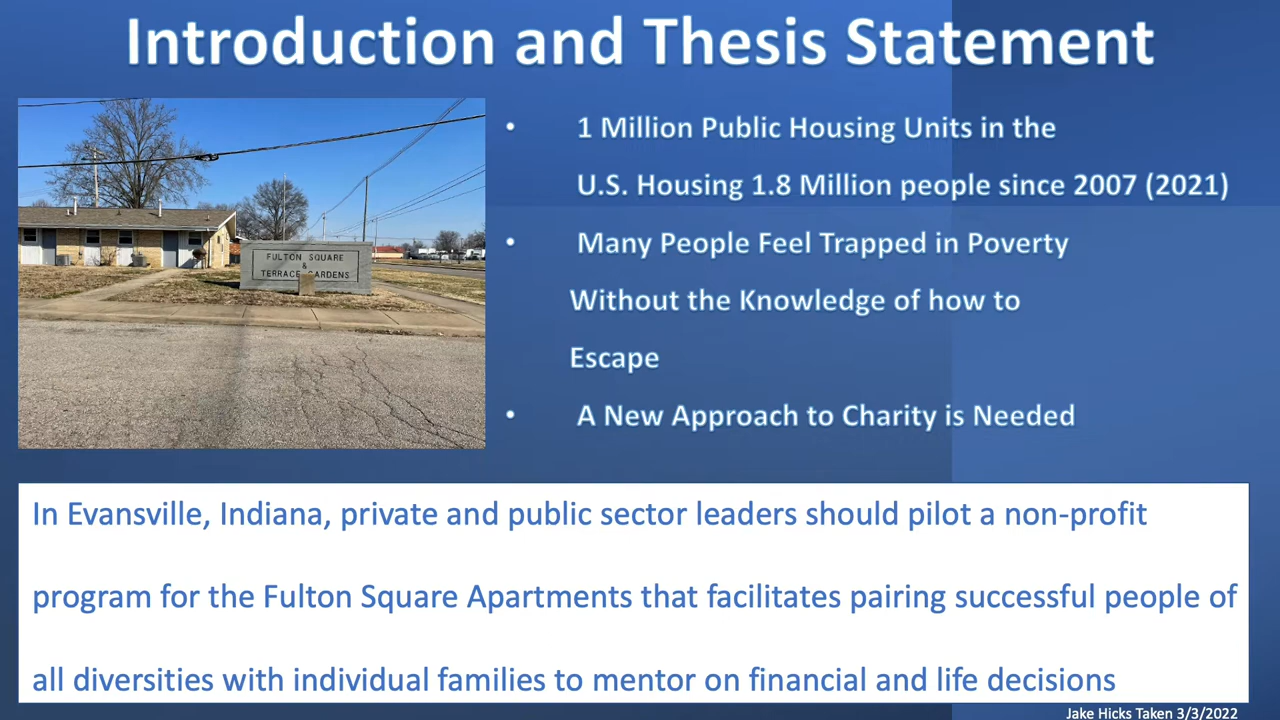 Introduction and Thesis Statement
FULTON SQUARE
&
TERRACE GARDENS
• 1 Million Public Housing Units in the
U.S. Housing 1.8 Million people since 2007 (2021)
• Many People Feel Trapped in Poverty
Without the Knowledge of how to
Escape
• A New Approach to Charity is Needed
In Evansville, Indiana, private and public sector leaders should pilot a non-profit
program for the Fulton Square Apartments that facilitates pairing successful people of
all diversities with individual families to mentor on financial and life decisions
Jake Hicks Taken 3/3/2022